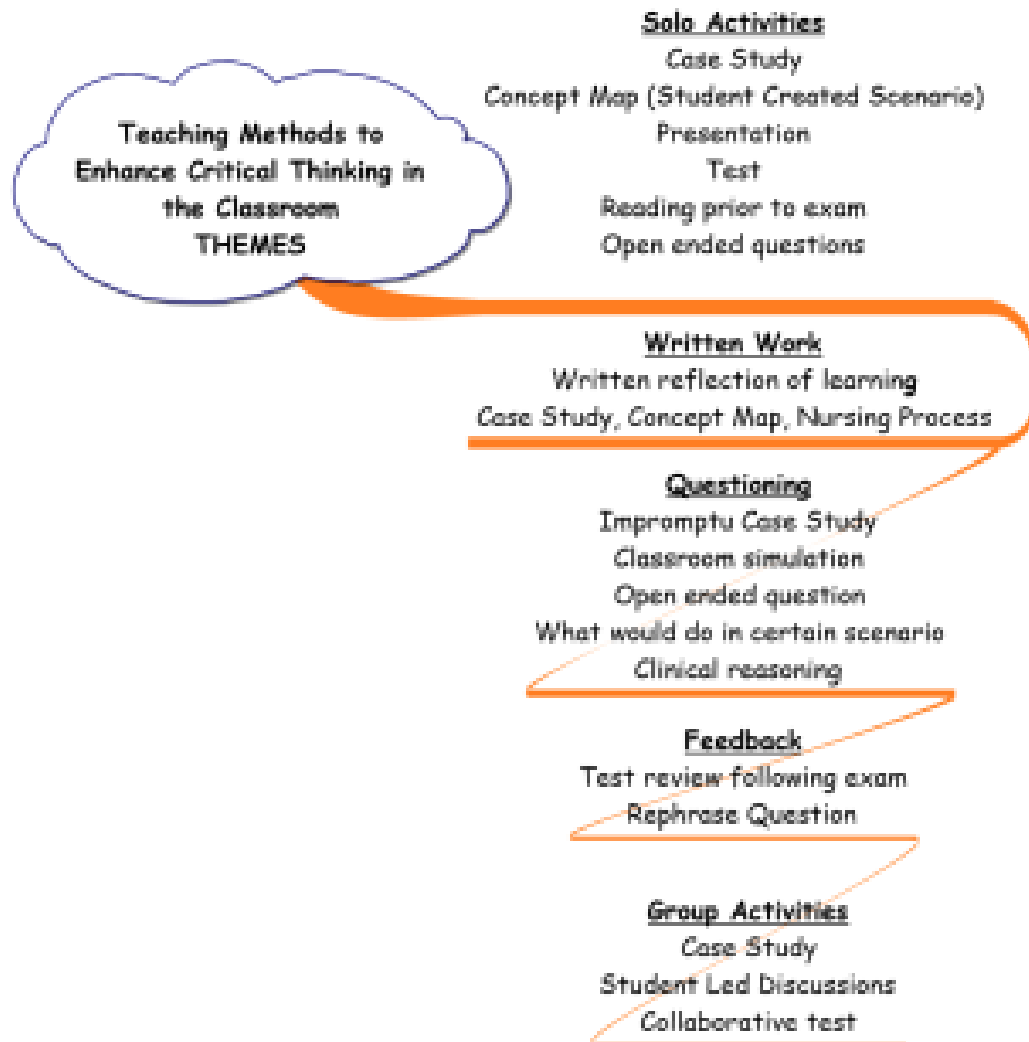 Teaching Methods to
Enhance Critical Thinking in
the Classroom
THEMES
Solo Activities
Case Study
Concept Map (Student Created Scenario)
Presentation
Test
Reading prior to exam
Open ended questions
Written Work
Written reflection of learning
Case Study, Concept Map, Nursing Process
Questioning
Impromptu Case Study
Classroom simulation
Open ended question
What would do in certain scenario
Clinical reasoning
Feedback
Test review following exam
Rephrase Question
Group Activities
Case Study
Student Led Discussions
Collaborative test